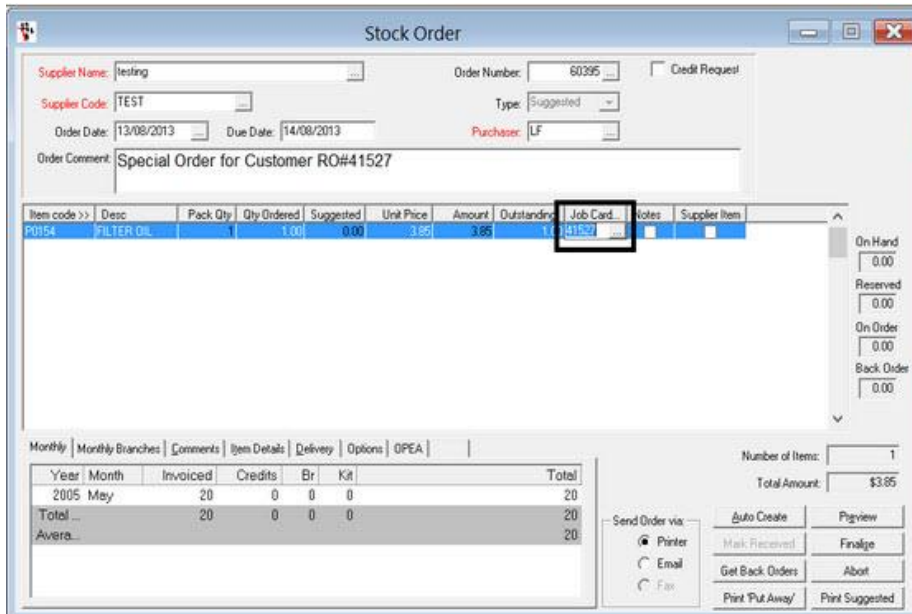 Stock Order
Supplier Name: testing ... Order Number: 60395 ... Credit Request
Supplier Code: TEST ... Type: Suggested
Order Date: 13/08/2013 ... Due Date: 14/08/2013 Purchaser: LF ...
Order Comment: Special Order for Customer RO#41527
Item code >> Desc Pack Qty Qty Ordered Suggested Unit Price Amount Outstanding Job Card... Notes Supplier Item
P0154 FILTER OIL 1 1.00 0.00 3.85 3.85 1.00 41527 ...
On Hand
0.00
Reserved
0.00
On Order
0.00
Back Order
0.00
Monthly Monthly Branches Comments Item Details Delivery Options OPEA
Year Month Invoiced Credits Br Kit Total
2005 May 20 0 0 0 20
Total ... 20 0 0 0 20
Avera...
Number of Items: 1
Total Amount: $3.85
Send Order via:
Printer
Email
Fax
Auto Create Preview
Mark Received Finalize
Get Back Orders Abort
Print 'Put Away' Print Suggested